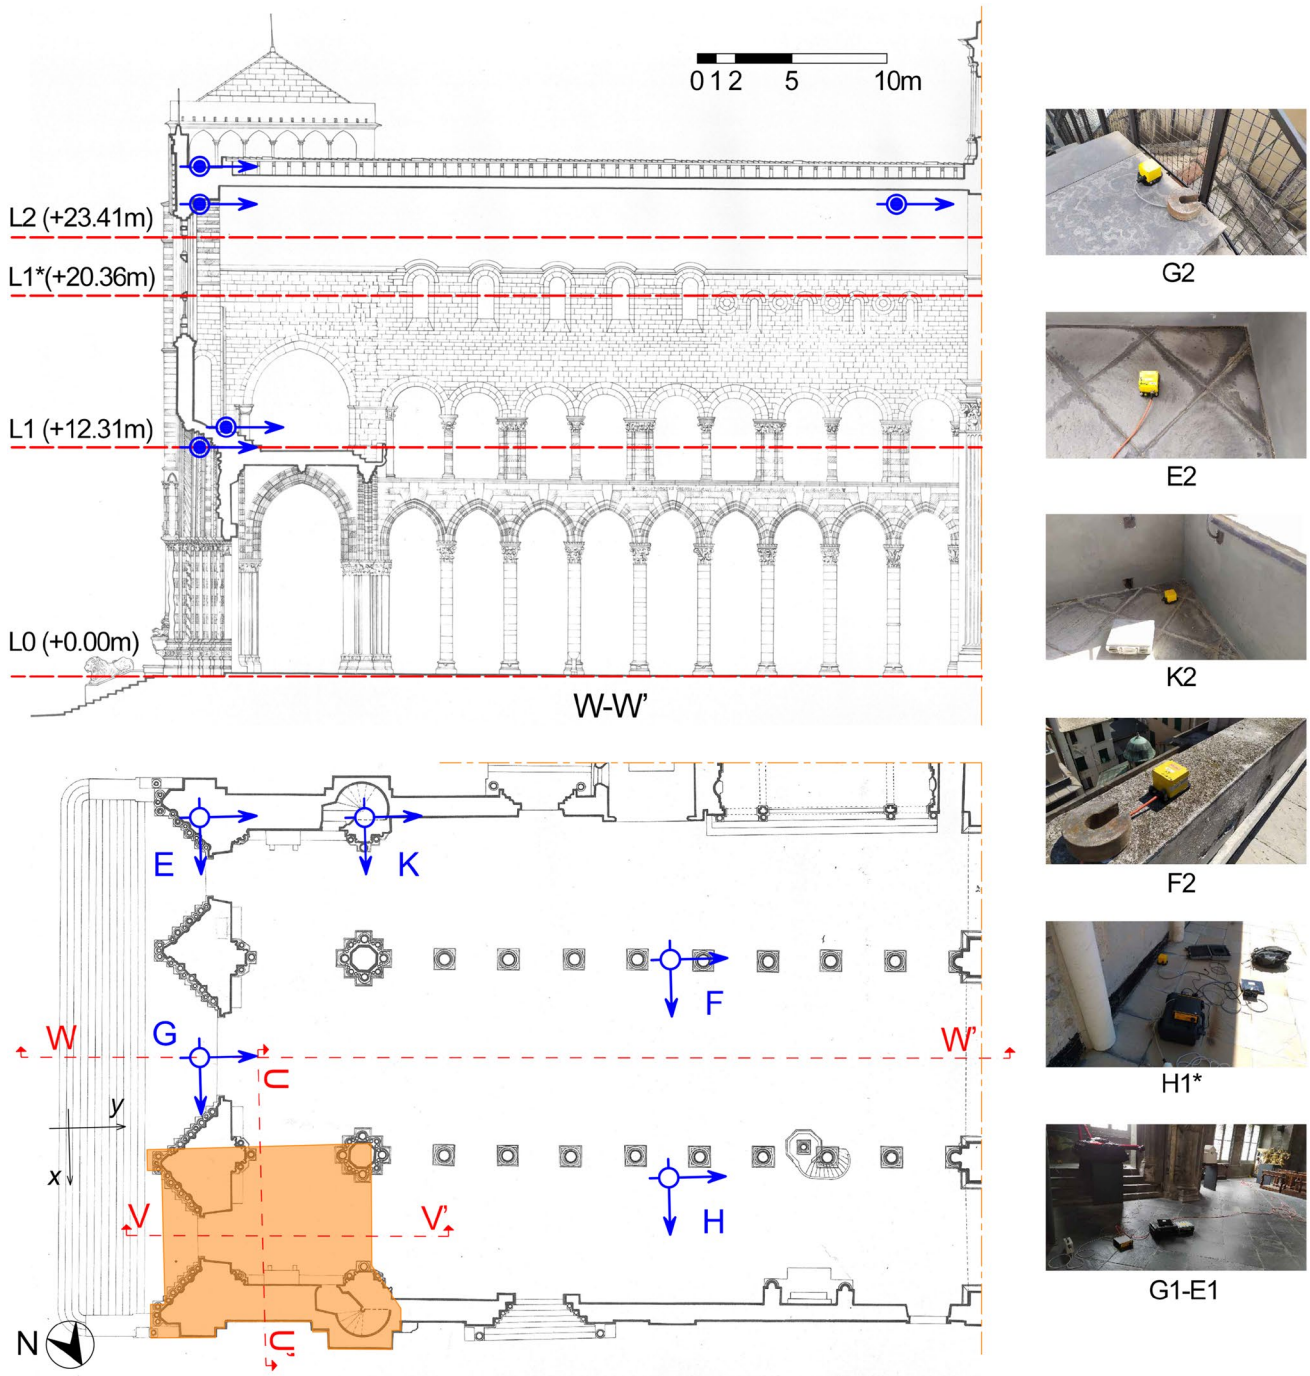 0 1 2 5 10m
L2 (+23.41m)
L1*(+20.36m)
L1 (+12.31m)
L0 (+0.00m)
W-W'
E
K
F
W
G
W'
U
y
x
V
V'
H
U'
N
G2
E2
K2
F2
H1*
G1-E1